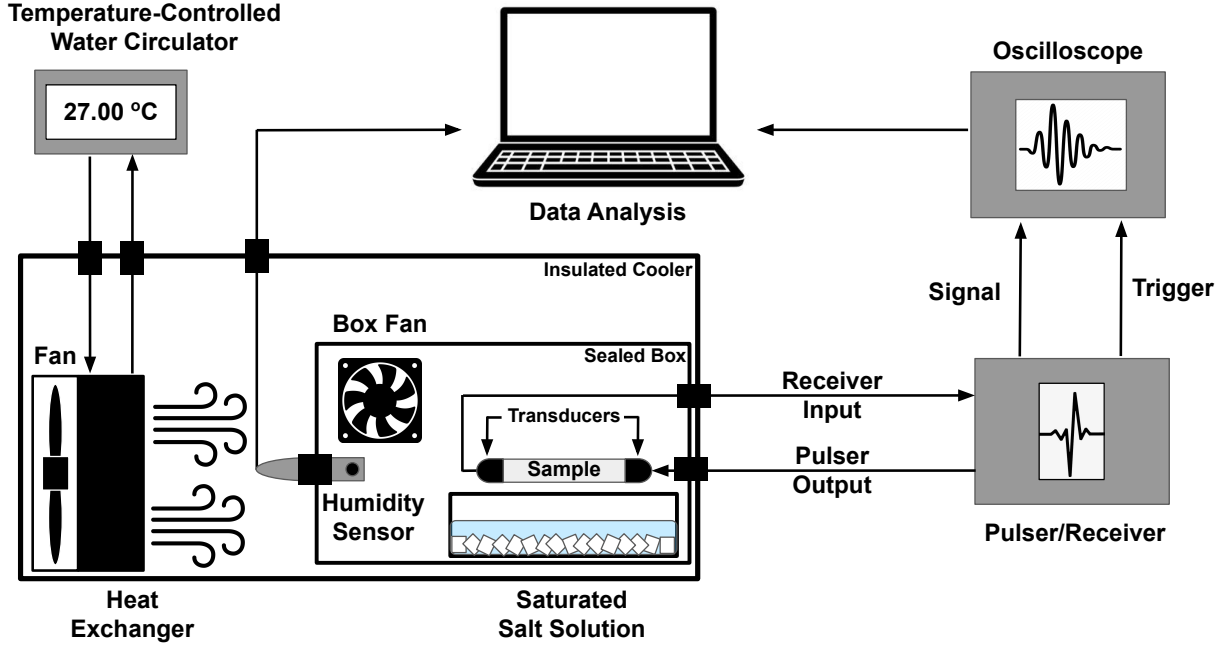 Temperature-Controlled
Water Circulator
27.00 °C
Data Analysis
Oscilloscope
Signal
Trigger
Insulated Cooler
Box Fan
Sealed Box
Fan
Transducers
Sample
Humidity
Sensor
Receiver
Input
Pulser
Output
Pulser/Receiver
Heat
Exchanger
Saturated
Salt Solution